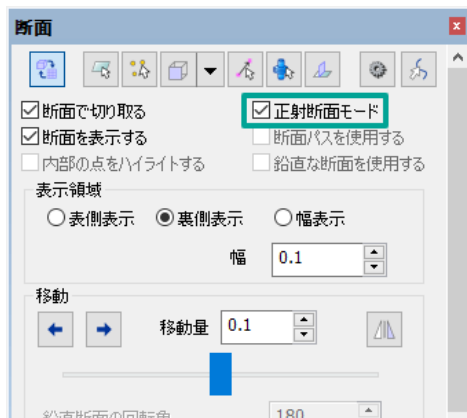 断面
断面で切り取る
正射断面モード
断面を表示する
断面パスを使用する
内部の点をハイライトする
鉛直な断面を使用する
表示領域
表側表示
裏側表示
幅表示
幅 0.1
移動
移動量 0.1
鉛直断面の回転角 180